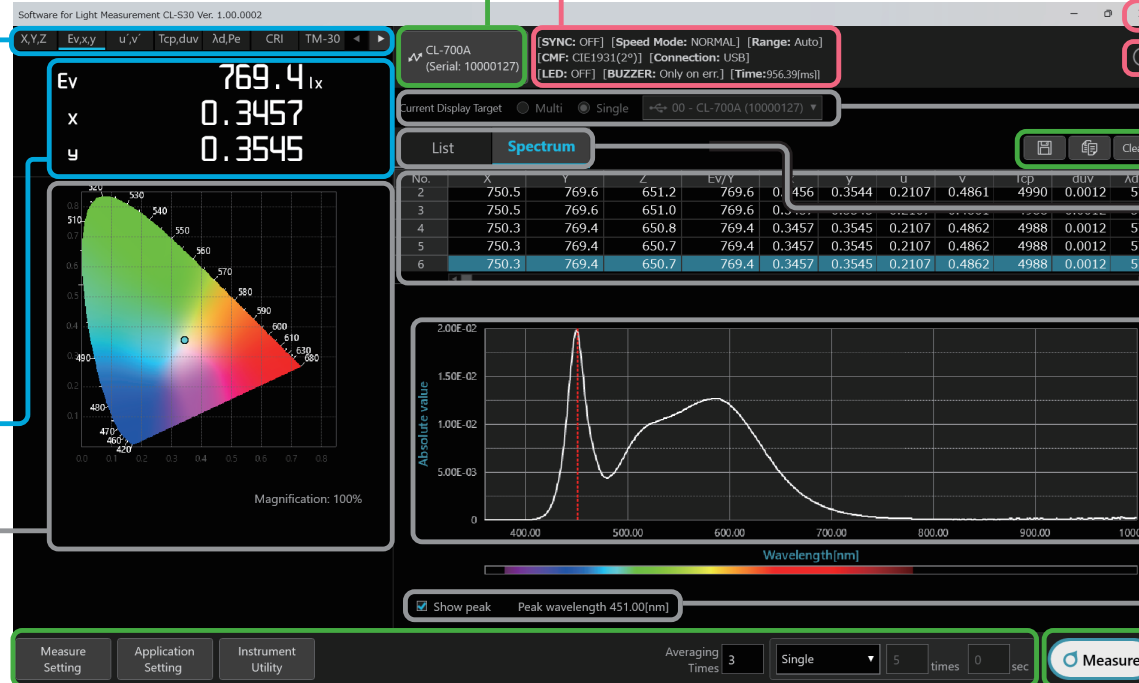 Software for Light Measurement CL-S30 Ver. 1.00.0002
X,Y,Z Ev,x,y u´,v´ Tcp,duv λd,Pe CRI TM-30
Ev 769.4 lx
x 0.3457
y 0.3545
CL-700A
(Serial: 10000127)
[SYNC: OFF] [Speed Mode: NORMAL] [Range: Auto]
[CMF: CIE1931(2°)] [Connection: USB]
[LED: OFF] [BUZZER: Only on err.] [Time:956.39[ms]]
Current Display Target Multi Single 00 - CL-700A (10000127)
List Spectrum
No. X Y Z EV/Y y u v Tcp duv
2 750.5 769.6 651.2 769.6 0.3544 0.2107 0.4861 4990 0.0012 5
3 750.5 769.6 651.0 769.6
4 750.3 769.4 650.8 769.4 0.3457 0.3545 0.2107 0.4862 4988 0.0012 5
5 750.3 769.4 650.7 769.4 0.3457 0.3545 0.2107 0.4862 4988 0.0012 5
6 750.3 769.4 650.7 769.4 0.3457 0.3545 0.2107 0.4862 4988 0.0012 5
520
530
540
550
560
570
580
590
600
610
630
680
510
490
480
470
460
420
0.8
0.7
0.6
0.5
0.4
0.2
0.1
0.0 0.1 0.2 0.3 0.4 0.5 0.6 0.7 0.8
Magnification: 100%
Absolute value
2.00E-02
1.50E-02
1.00E-02
5.00E-03
0
400.00 500.00 600.00 700.00 800.00 900.00
Wavelength[nm]
Show peak Peak wavelength 451.00[nm]
Measure
Setting
Application
Setting
Instrument
Utility
Averaging
Times
3 Single 5 times 0 sec
Measure